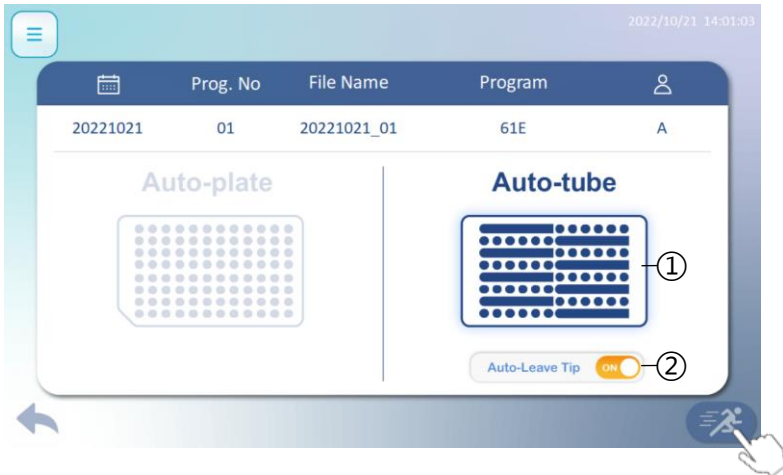 2022/10/21 14:01:03
Prog. No File Name Program
20221021 01 20221021_01 61E A
Auto-plate Auto-tube
①
Auto-Leave Tip ON ②